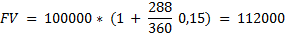 FV = 100000 * (1 + 288/360 0,15) = 112000